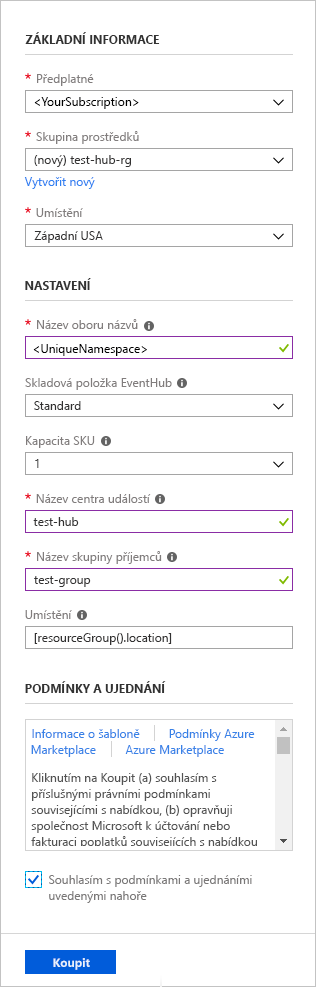 ZÁKLADNÍ INFORMACE
* Předplatné
<YourSubscription>
* Skupina prostředků
(nový) test-hub-rg
Vytvořit nový
* Umístění
Západní USA
NASTAVENÍ
* Název oboru názvů
<UniqueNamespace>
Skladová položka EventHub
Standard
Kapacita SKU
1
* Název centra událostí
test-hub
* Název skupiny příjemců
test-group
Umístění
[resourceGroup().location]
PODMÍNKY A UJEDNÁNÍ
Informace o šabloně | Podmínky Azure
Marketplace | Azure Marketplace
Kliknutím na Koupit (a) souhlasím s
příslušnými právními podmínkami
souvisejícími s nabídkou, (b) opravňuji
společnost Microsoft k účtování nebo
fakturaci poplatků souvisejících s nabídkou
Souhlasím s podmínkami a ujednáními
uvedenými nahoře
Koupit